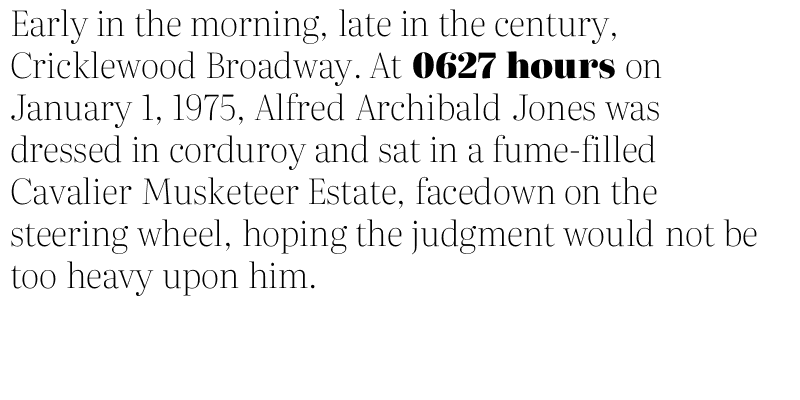 Early in the morning, late in the century,
Cricklewood Broadway. At 0627 hours on
January 1, 1975, Alfred Archibald Jones was
dressed in corduroy and sat in a fume-filled
Cavalier Musketeer Estate, facedown on the
steering wheel, hoping the judgment would not be
too heavy upon him.